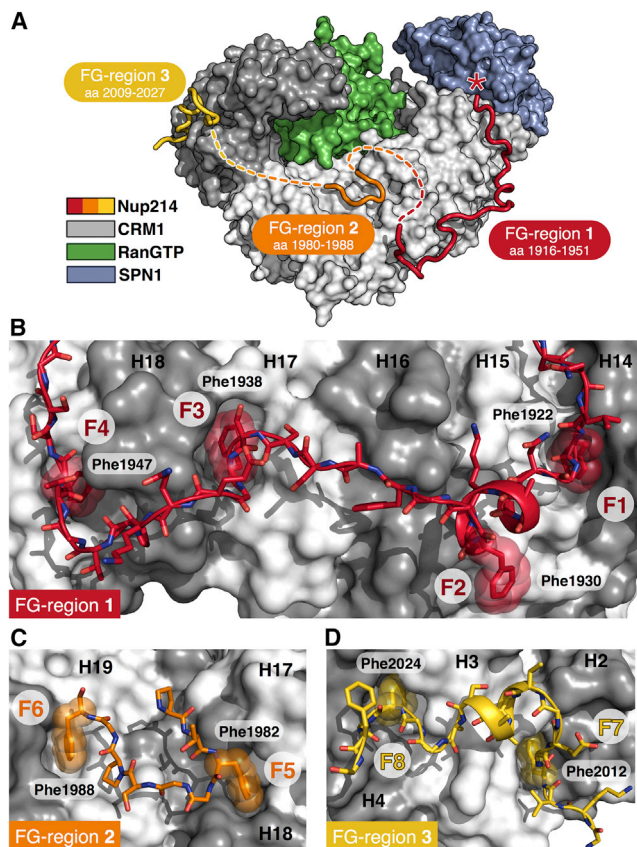 A
FG-region 3
aa 2009-2027
*
FG-region 2
aa 1980-1988
FG-region 1
aa 1916-1951
Nup214
CRM1
RanGTP
SPN1
B
H18
H17
H16
H15
H14
Phe1938
F3
F4
Phe1947
Phe1922
F1
F2
Phe1930
FG-region 1
C
H19
H17
F6
Phe1982
F5
Phe1988
H18
FG-region 2
D
Phe2024
H3
H2
F7
F8
Phe2012
H4
FG-region 3